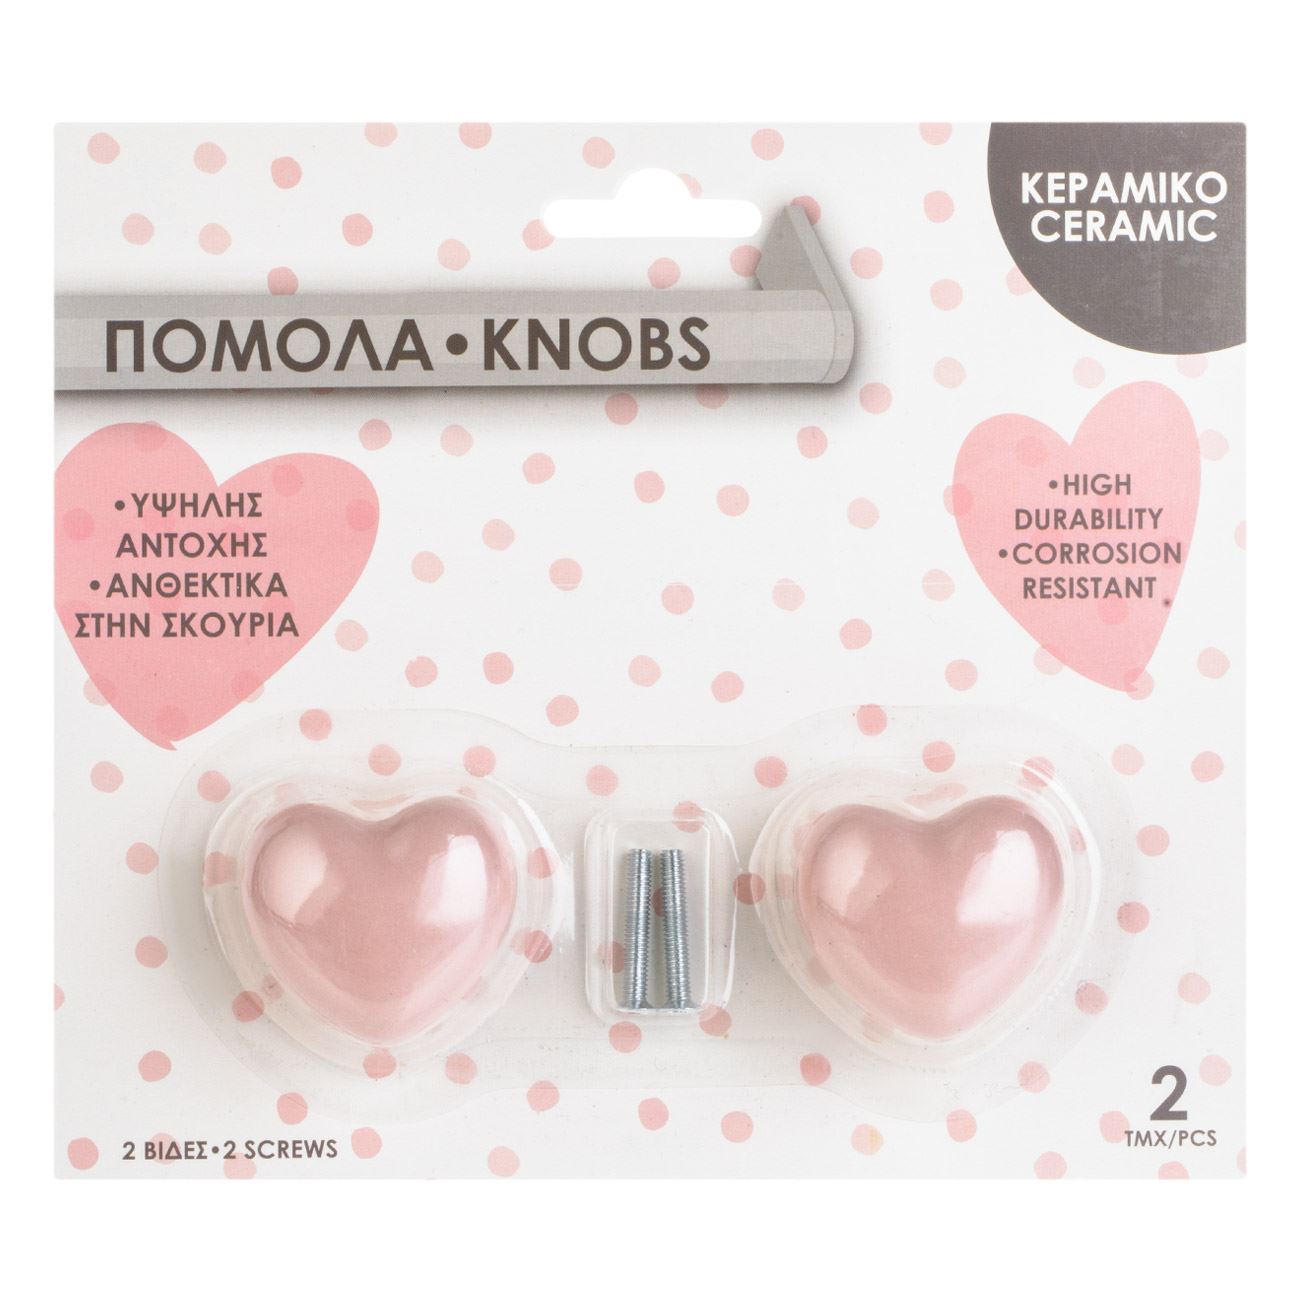 ΚΕΡΑΜΙΚΟ
CERAMIC
ΠΟΜΟΛΑ • KNOBS
•ΥΨΗΛΗΣ
ΑΝΤΟΧΗΣ
•ΑΝΘΕΚΤΙΚΑ
ΣΤΗΝ ΣΚΟΥΡΙΑ
•HIGH
DURABILITY
•CORROSION
RESISTANT
2
ΤΜΧ/PCS
2 ΒΙΔΕΣ•2 SCREWS